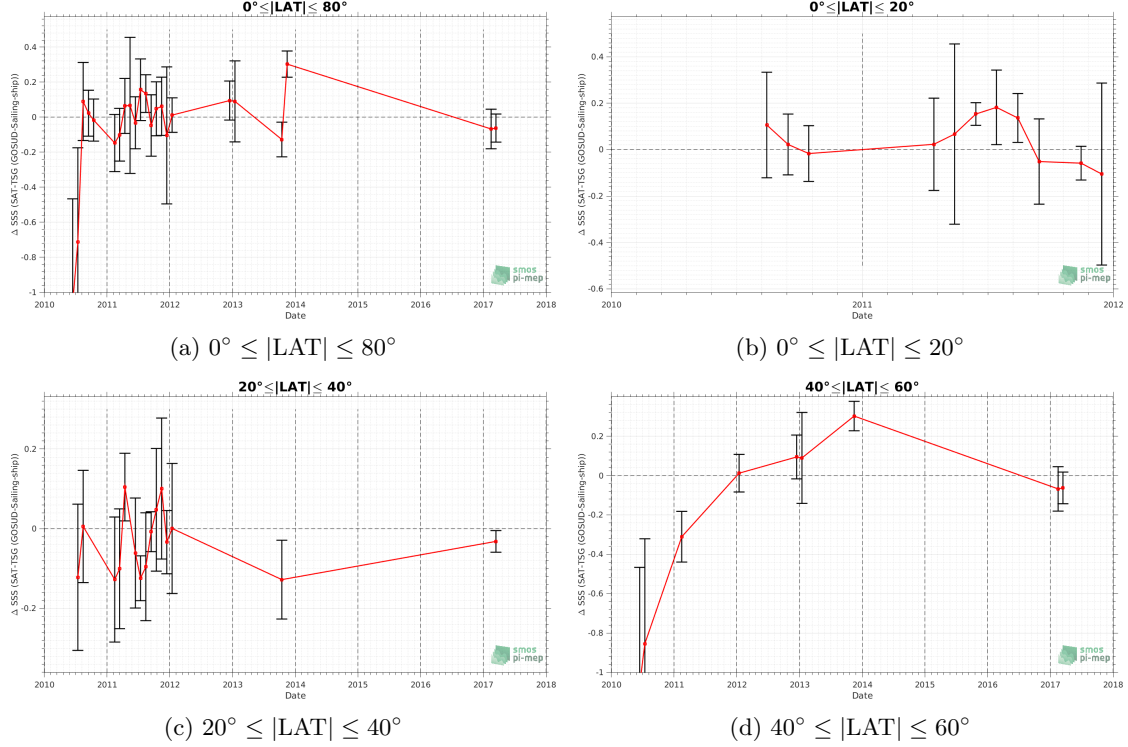 0°≤|LAT|≤ 80°
0.4
0.2
0
-0.2
-0.4
-0.6
-0.8
-1
Δ SSS (SAT-TSG (GOSUD-Sailing-ship))
2010 2011 2012 2013 2014 2015 2016 2017 2018
Date
smos
pi-mep
(a) 0° ≤ |LAT| ≤ 80°
0°≤|LAT|≤ 20°
0.4
0.2
0
-0.2
-0.4
-0.6
Δ SSS (SAT-TSG (GOSUD-Sailing-ship))
2010 2011 2012
Date
smos
pi-mep
(b) 0° ≤ |LAT| ≤ 20°
20°≤|LAT|≤ 40°
0.2
0
-0.2
Δ SSS (SAT-TSG (GOSUD-Sailing-ship))
2010 2011 2012 2013 2014 2015 2016 2017 2018
Date
smos
pi-mep
(c) 20° ≤ |LAT| ≤ 40°
40°≤|LAT|≤ 60°
0.2
0
-0.2
-0.4
-0.6
-0.8
-1
Δ SSS (SAT-TSG (GOSUD-Sailing-ship))
2010 2011 2012 2013 2014 2015 2016 2017 2018
Date
smos
pi-mep
(d) 40° ≤ |LAT| ≤ 60°